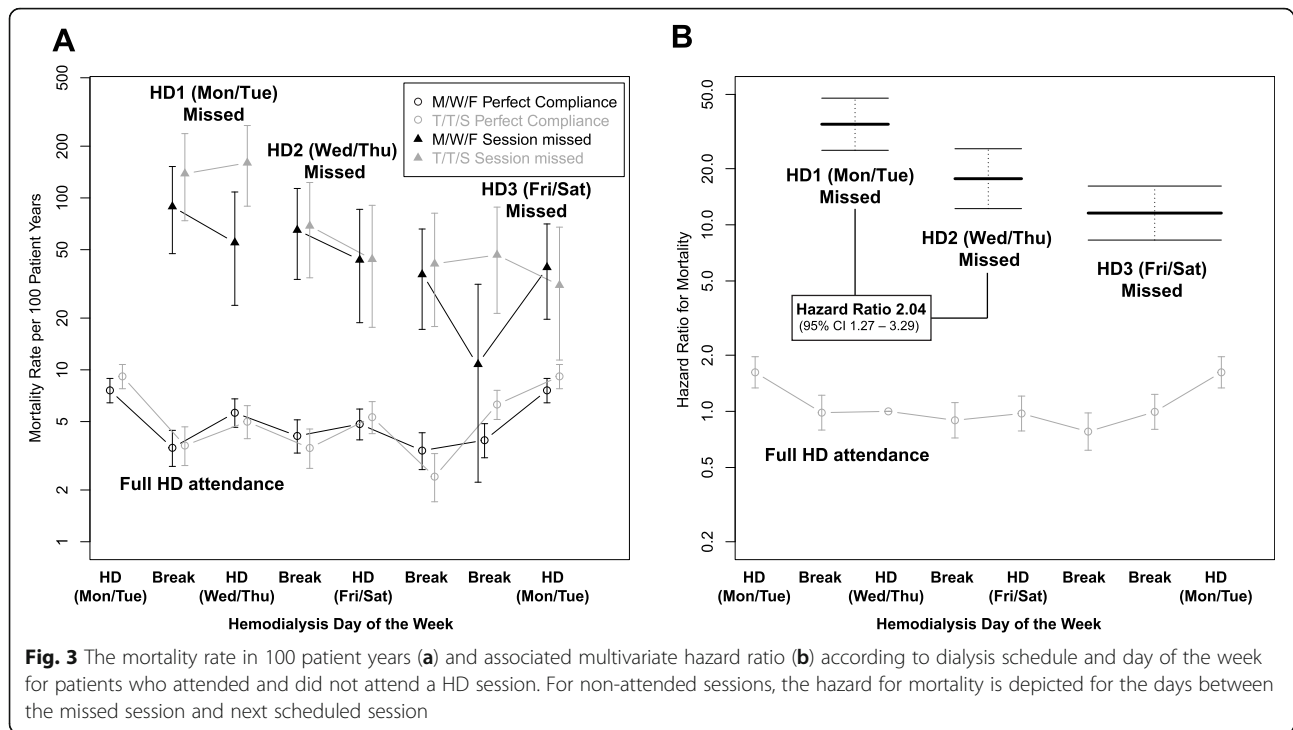 A
Mortality Rate per 100 Patient Years
500
200
100
50
20
10
5
2
1
HD1 (Mon/Tue)
Missed
HD2 (Wed/Thu)
Missed
M/W/F Perfect Compliance
T/T/S Perfect Compliance
M/W/F Session missed
T/T/S Session missed
HD3 (Fri/Sat)
Missed
Full HD attendance
HD Break HD Break HD Break Break HD
(Mon/Tue) (Wed/Thu) (Fri/Sat) (Mon/Tue)
Hemodialysis Day of the Week
B
Hazard Ratio for Mortality
50.0
20.0
10.0
5.0
2.0
1.0
0.5
0.2
HD1 (Mon/Tue)
Missed
HD2 (Wed/Thu)
Missed
HD3 (Fri/Sat)
Missed
Hazard Ratio 2.04
(95% CI 1.27 – 3.29)
Full HD attendance
HD Break HD Break HD Break Break HD
(Mon/Tue) (Wed/Thu) (Fri/Sat) (Mon/Tue)
Hemodialysis Day of the Week
Fig. 3 The mortality rate in 100 patient years (a) and associated multivariate hazard ratio (b) according to dialysis schedule and day of the week
for patients who attended and did not attend a HD session. For non-attended sessions, the hazard for mortality is depicted for the days between
the missed session and next scheduled session